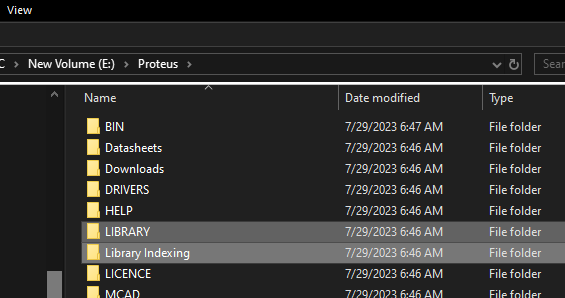 View
C > New Volume (E:) > Proteus >
Sear
Name Date modified Type
BIN 7/29/2023 6:47 AM File folder
Datasheets 7/29/2023 6:46 AM File folder
Downloads 7/29/2023 6:46 AM File folder
DRIVERS 7/29/2023 6:46 AM File folder
HELP 7/29/2023 6:46 AM File folder
LIBRARY 7/29/2023 6:46 AM File folder
Library Indexing 7/29/2023 6:46 AM File folder
LICENCE 7/29/2023 6:46 AM File folder
MCAD 7/29/2023 6:46 AM File folder